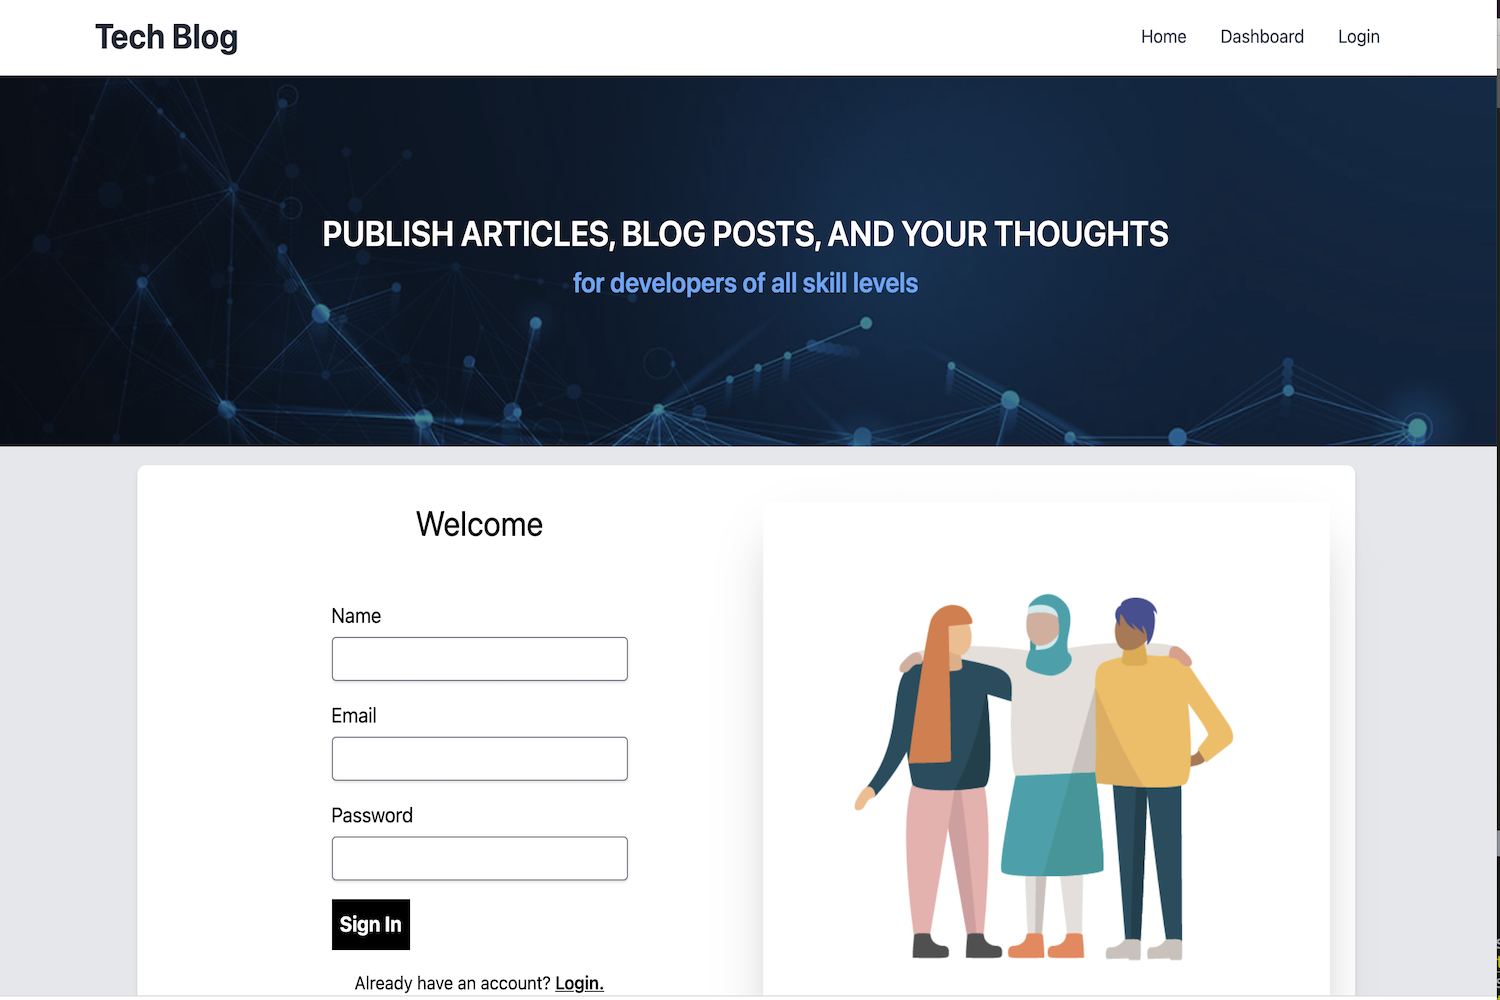 Tech Blog
Home Dashboard Login
PUBLISH ARTICLES, BLOG POSTS, AND YOUR THOUGHTS
for developers of all skill levels
Welcome
Name
Email
Password
Sign In
Already have an account? Login.